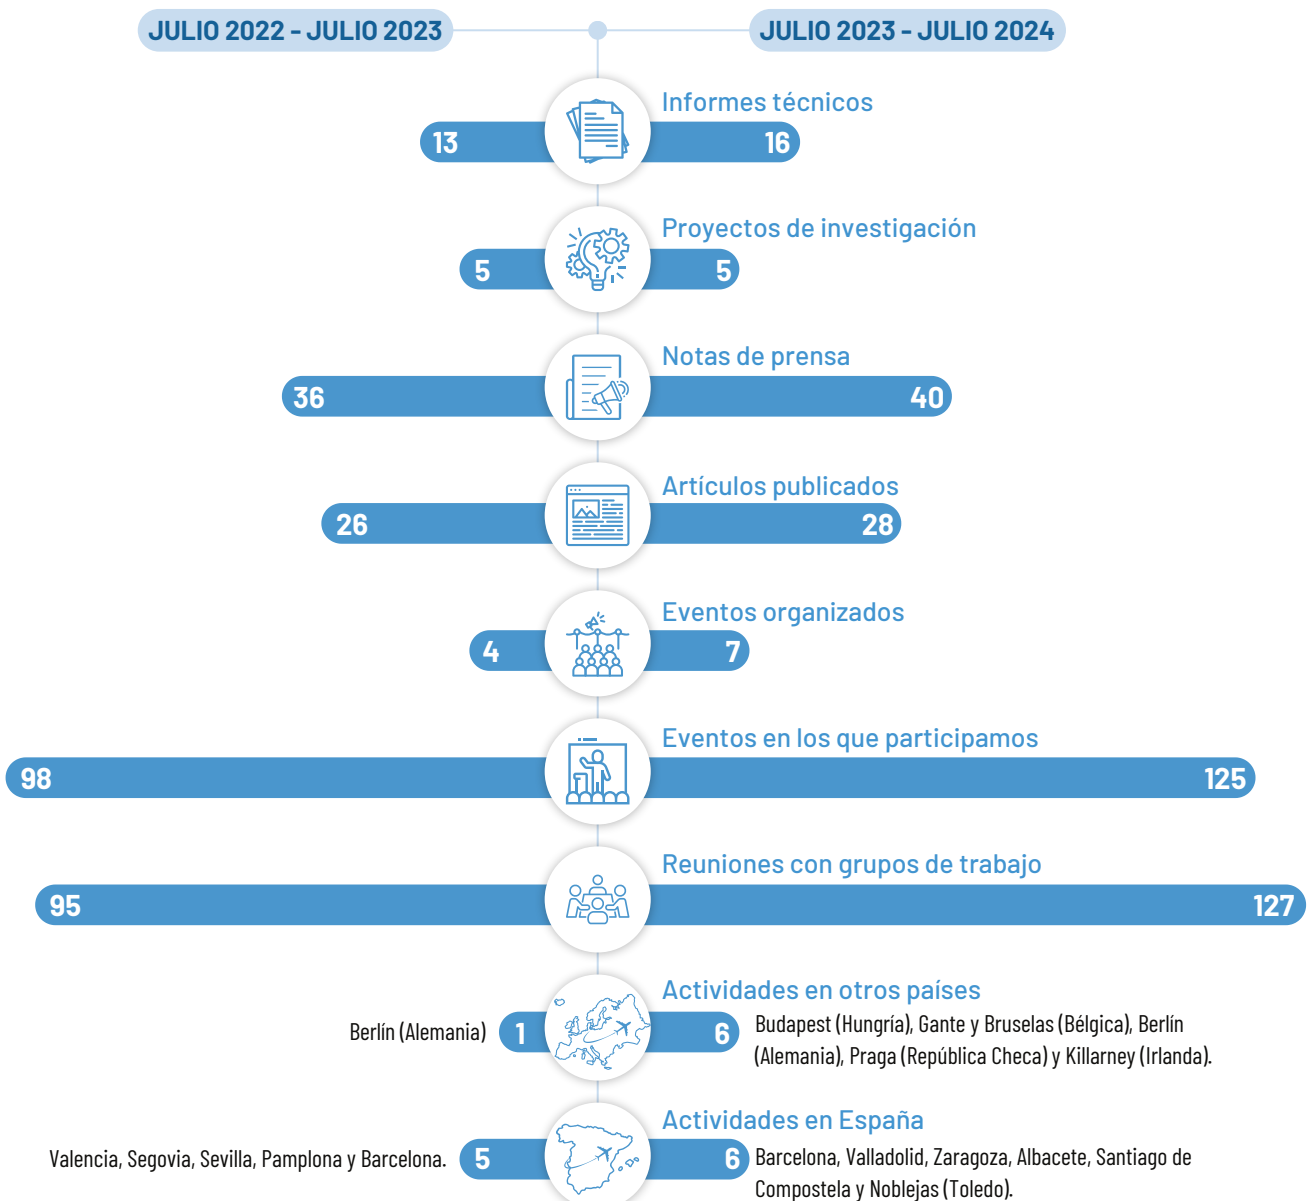 JULIO 2022 - JULIO 2023
JULIO 2023 - JULIO 2024
Informes técnicos
13
16
Proyectos de investigación
5
5
Notas de prensa
36
40
Artículos publicados
26
28
Eventos organizados
4
7
Eventos en los que participamos
98
125
Reuniones con grupos de trabajo
95
127
Actividades en otros países
Berlín (Alemania)
1
6
Budapest (Hungría), Gante y Bruselas (Bélgica), Berlín
(Alemania), Praga (República Checa) y Killarney (Irlanda).
Actividades en España
Valencia, Segovia, Sevilla, Pamplona y Barcelona.
5
6
Barcelona, Valladolid, Zaragoza, Albacete, Santiago de
Compostela y Noblejas (Toledo).